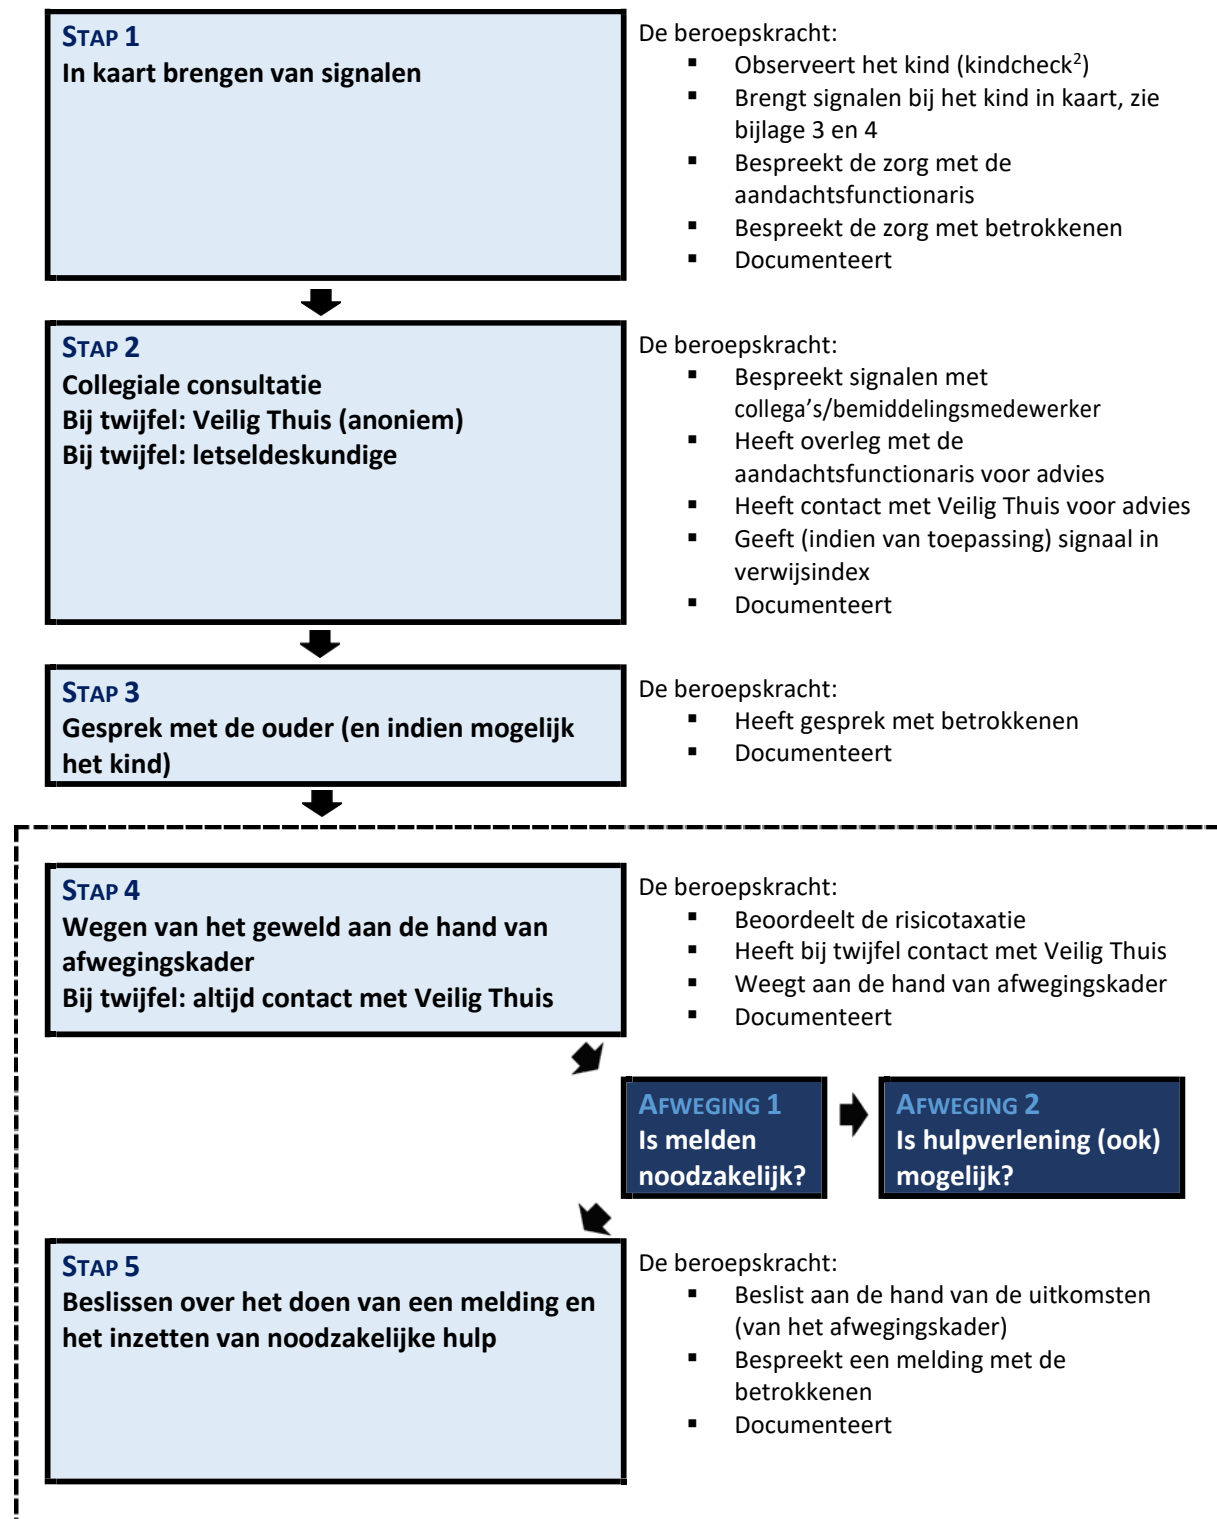 STAP 1
In kaart brengen van signalen
De beroepskracht:
▪ Observeert het kind (kindcheck²)
▪ Brengt signalen bij het kind in kaart, zie
bijlage 3 en 4
▪ Bespreekt de zorg met de
aandachtsfunctionaris
▪ Bespreekt de zorg met betrokkenen
▪ Documenteert
STAP 2
Collegiale consultatie
Bij twijfel: Veilig Thuis (anoniem)
Bij twijfel: letseldeskundige
De beroepskracht:
▪ Bespreekt signalen met
collega’s/bemiddelingsmedewerker
▪ Heeft overleg met de
aandachtsfunctionaris voor advies
▪ Heeft contact met Veilig Thuis voor advies
▪ Geeft (indien van toepassing) signaal in
verwijsindex
▪ Documenteert
STAP 3
Gesprek met de ouder (en indien mogelijk
het kind)
De beroepskracht:
▪ Heeft gesprek met betrokkenen
▪ Documenteert
STAP 4
Wegen van het geweld aan de hand van
afwegingskader
Bij twijfel: altijd contact met Veilig Thuis
De beroepskracht:
▪ Beoordeelt de risicotaxatie
▪ Heeft bij twijfel contact met Veilig Thuis
▪ Weegt aan de hand van afwegingskader
▪ Documenteert
AFWEGING 1
Is melden
noodzakelijk?
AFWEGING 2
Is hulpverlening (ook)
mogelijk?
STAP 5
Beslissen over het doen van een melding en
het inzetten van noodzakelijke hulp
De beroepskracht:
▪ Beslist aan de hand van de uitkomsten
(van het afwegingskader)
▪ Bespreekt een melding met de
betrokkenen
▪ Documenteert